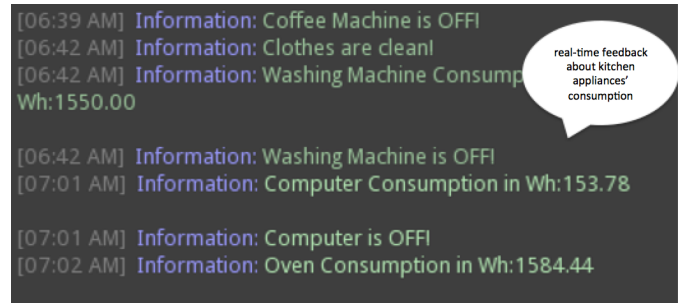 [06:39 AM] Information: Coffee Machine is OFF!
[06:42 AM] Information: Clothes are clean!
[06:42 AM] Information: Washing Machine Consump
Wh:1550.00
[06:42 AM] Information: Washing Machine is OFF!
[07:01 AM] Information: Computer Consumption in Wh:153.78
[07:01 AM] Information: Computer is OFF!
[07:02 AM] Information: Oven Consumption in Wh:1584.44
real-time feedback
about kitchen
appliances’
consumption